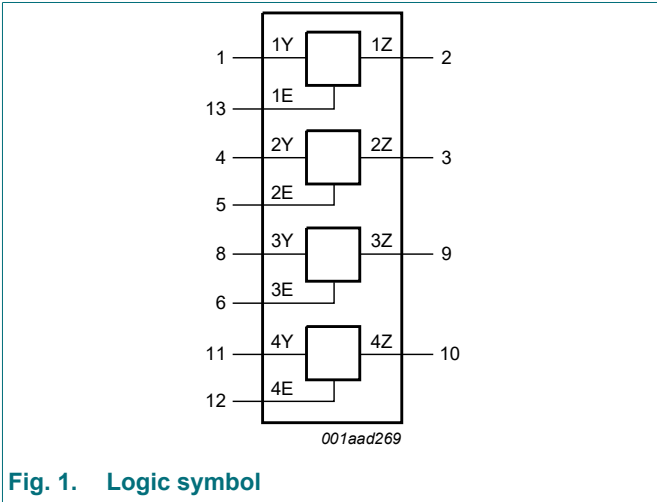 1 1Y 1Z 2
13 1E
4 2Y 2Z 3
5 2E
8 3Y 3Z 9
6 3E
11 4Y 4Z 10
12 4E
001aad269
Fig. 1. Logic symbol